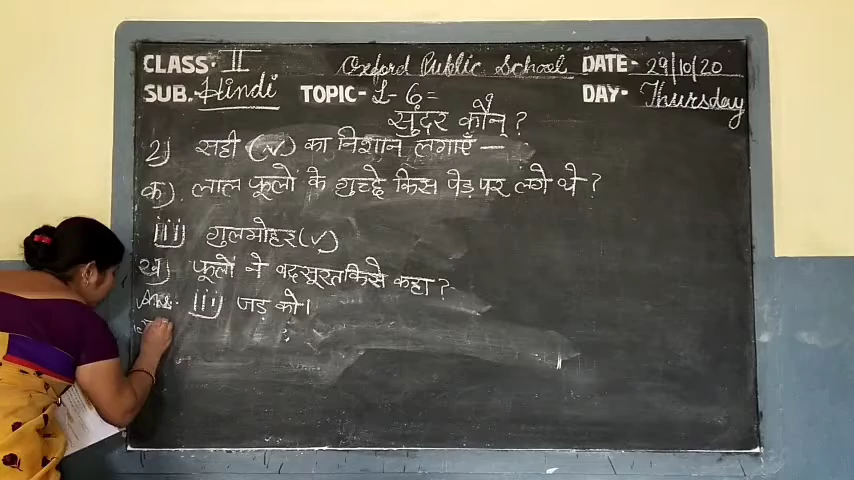 CLASS- II Oxford Public School DATE- 29/10/20
SUB. Hindi TOPIC- L-6= DAY- Thursday
सुंदर कौन ?
2) सही (✓) का निशान लगाएँ —
क) लाल फूलों के गुच्छे किस पेड़ पर लगे थे ?
iii) गुलमोहर (✓)
ख) फूलों ने बदसूरत किसे कहा ?
Ans: iii) जड़ को।